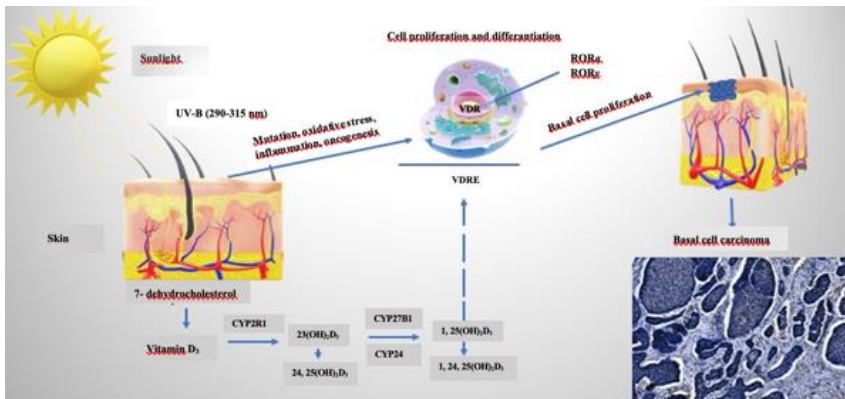 Cell proliferation and differantiation
Sunlight
RORα
RORɣ
UV-B (290-315 nm)
VDR
Mutation, oxidative stress,
inflammation, oncogenesis
Basal cell proliferation
VDRE
Skin
Basal cell carcinoma
7- dehydrocholesterol
CYP2R1
CYP27B1
Vitamin D₃
23(OH)₂D₃
1, 25(OH)₂D₃
CYP24
24, 25(OH)₂D₃
1, 24, 25(OH)₂D₃